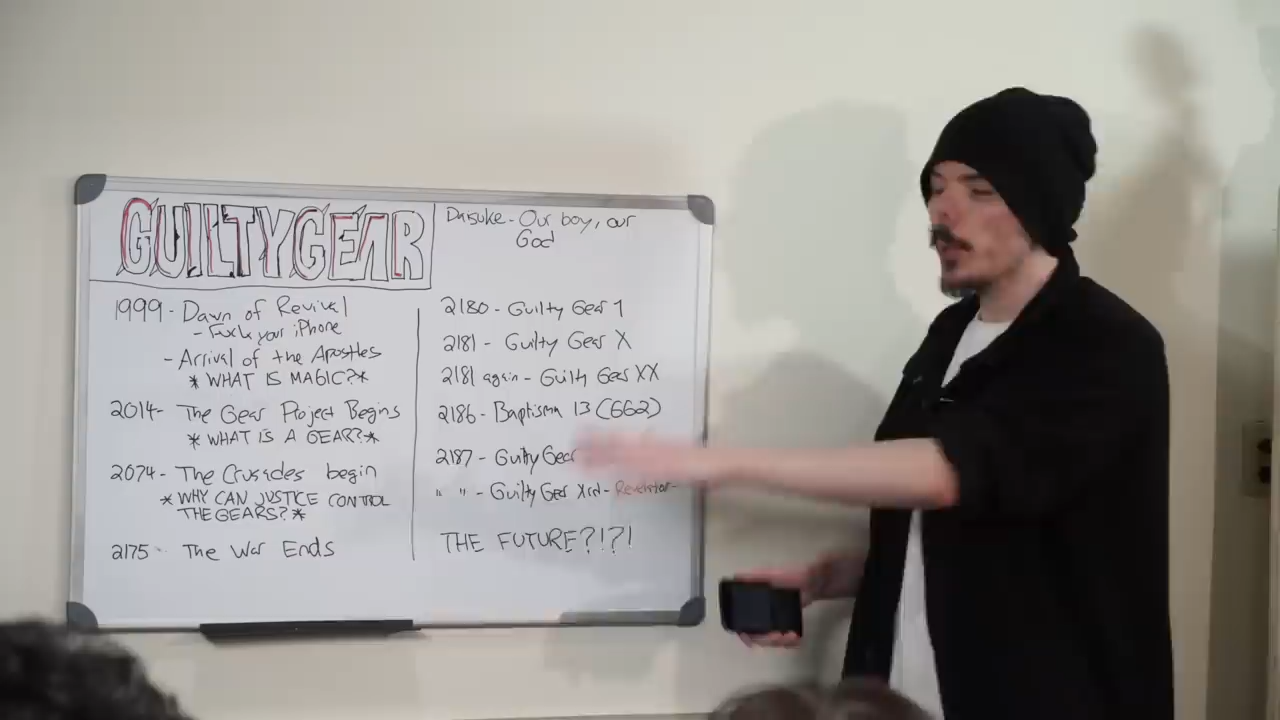 GUILTYGEAR
Daisuke - Our boy, our
God
1999 - Dawn of Revival
- Fuck your iPhone
- Arrival of the Apostles
* WHAT IS MAGIC? *
2014 - The Gear Project Begins
* WHAT IS A GEAR? *
2074 - The Crusades begin
* WHY CAN JUSTICE CONTROL
THE GEARS? *
2175 - The War Ends
2180 - Guilty Gear 1
2181 - Guilty Gear X
2181 again - Guilty Gear XX
2186 - Baptisma 13 (GG2)
2187 - Guilty Gear
" " - Guilty Gear Xrd - Revelator -
THE FUTURE?!?!